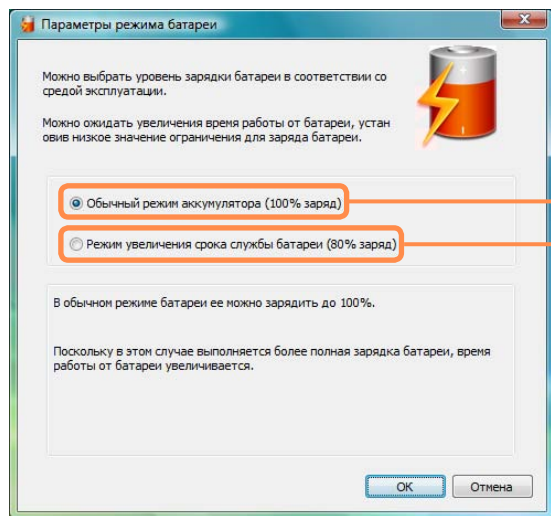 Параметры режима батареи
Можно выбрать уровень зарядки батареи в соответствии со
средой эксплуатации.
Можно ожидать увеличения время работы от батареи, устан
овив низкое значение ограничения для заряда батареи.
Обычный режим аккумулятора (100% заряд)
Режим увеличения срока службы батареи (80% заряд)
В обычном режиме батареи ее можно зарядить до 100%.
Поскольку в этом случае выполняется более полная зарядка батареи, время
работы от батареи увеличивается.
OK
Отмена